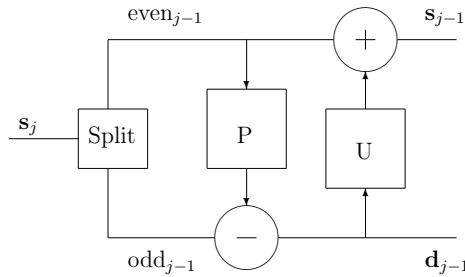 even_{j−1}
s_{j−1}
+
s_j
Split
P
U
−
odd_{j−1}
d_{j−1}